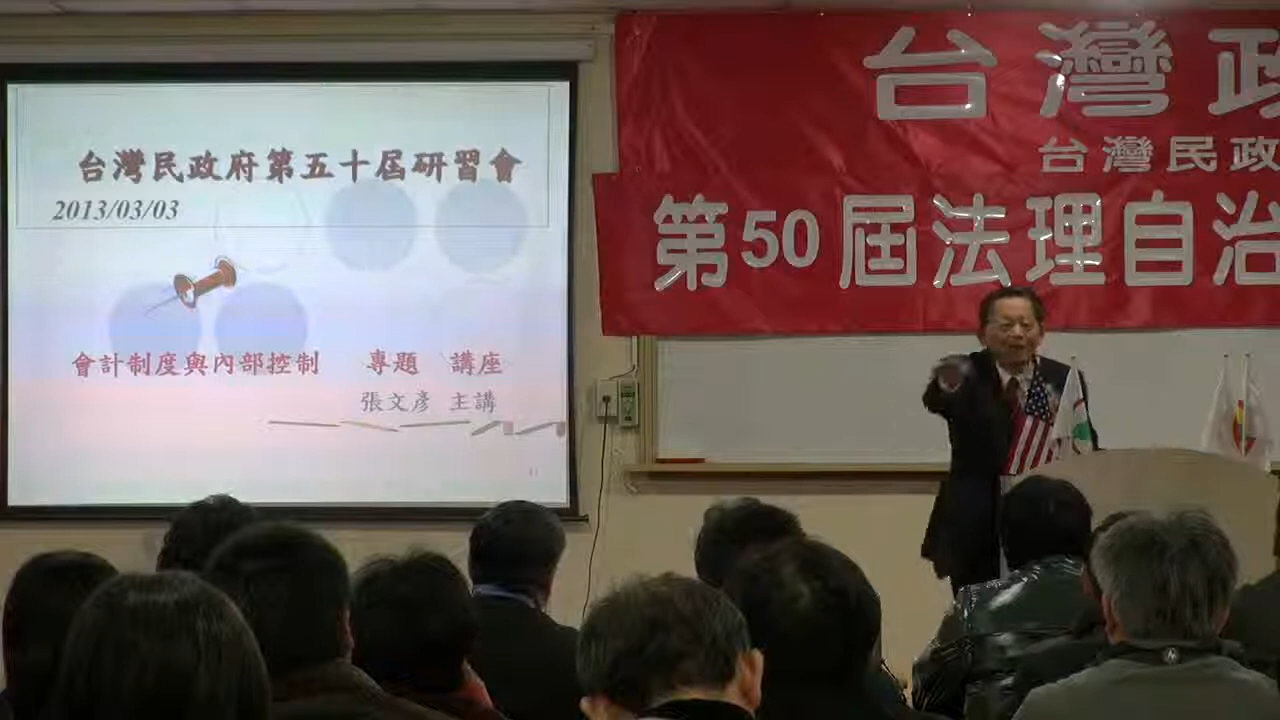 台灣民政府第五十屆研習會
2013/03/03
會計制度與內部控制 專題 講座
張文彥 主講
台灣政
台灣民政
第50屆法理自治